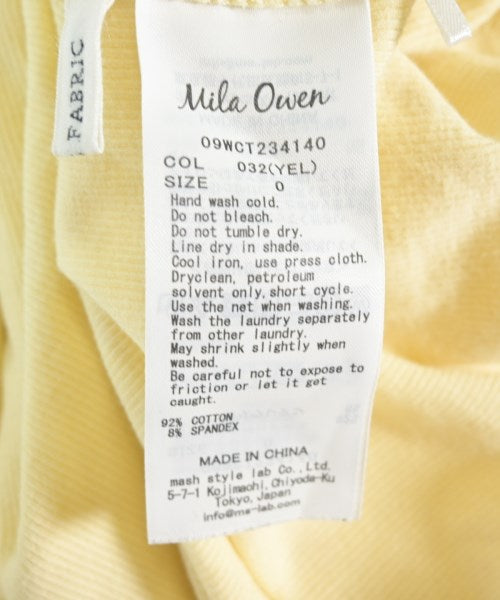 FABRIC
Mila Owen
09WCT234140
COL 032(YEL)
SIZE 0
Hand wash cold.
Do not bleach.
Do not tumble dry.
Line dry in shade.
Cool iron, use press cloth.
Dryclean, petroleum
solvent only, short cycle.
Use the net when washing.
Wash the laundry separately
from other laundry.
May shrink slightly when
washed.
Be careful not to expose to
friction or let it get
caught.
92% COTTON
8% SPANDEX
MADE IN CHINA
mash style lab Co., Ltd.
5-7-1 Kojimachi, Chiyoda-Ku
Tokyo, Japan
info@ms-lab.com